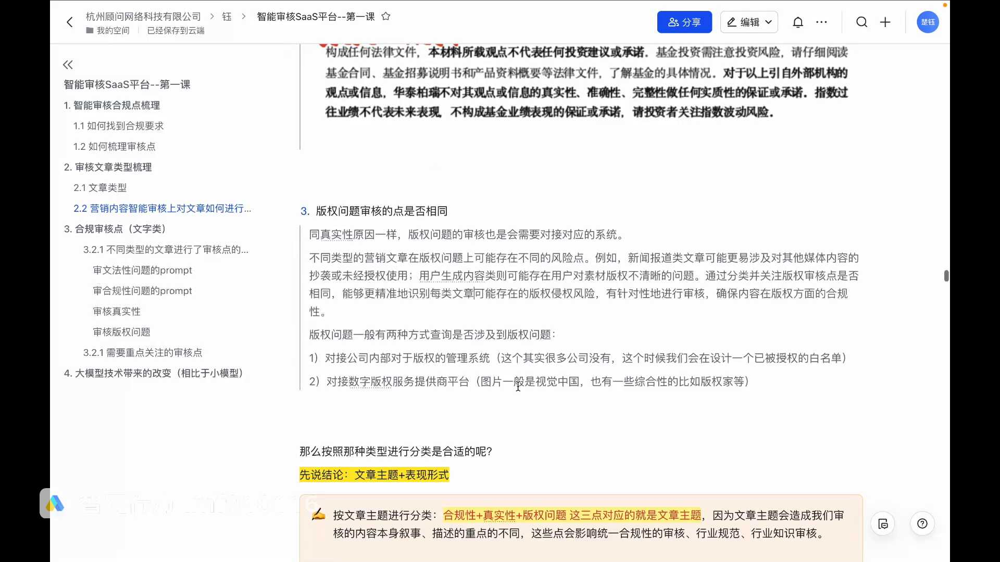 杭州顾问网络科技有限公司 > 钰 > 智能审核SaaS平台--第一课
我的空间 已经保存到云端
分享 编辑 楚钰
智能审核SaaS平台--第一课
1. 智能审核合规点梳理
1.1 如何找到合规要求
1.2 如何梳理审核点
2. 审核文章类型梳理
2.1 文章类型
2.2 营销内容智能审核上对文章如何进行...
3. 合规审核点（文字类）
3.2.1 不同类型的文章进行了审核点的...
审文法性问题的prompt
审合规性问题的prompt
审核真实性
审核版权问题
3.2.1 需要重点关注的审核点
4. 大模型技术带来的改变（相比于小模型）
构成任何法律文件，本材料所载观点不代表任何投资建议或承诺。基金投资需注意投资风险，请仔细阅读
基金合同、基金招募说明书和产品资料概要等法律文件，了解基金的具体情况。对于以上引自外部机构的
观点或信息，华泰柏瑞不对其观点或信息的真实性、准确性、完整性做任何实质性的保证或承诺。指数过
往业绩不代表未来表现，不构成基金业绩表现的保证或承诺，请投资者关注指数波动风险。
3. 版权问题审核的点是否相同
同真实性原因一样，版权问题的审核也是会需要对接对应的系统。
不同类型的营销文章在版权问题上可能存在不同的风险点。例如，新闻报道类文章可能更易涉及对其他媒体内容的
抄袭或未经授权使用；用户生成内容类则可能存在用户对素材版权不清晰的问题。通过分类并关注版权审核点是否
相同，能够更精准地识别每类文章可能存在的版权侵权风险，有针对性地进行审核，确保内容在版权方面的合规
性。
版权问题一般有两种方式查询是否涉及到版权问题：
1）对接公司内部对于版权的管理系统（这个其实很多公司没有，这个时候我们会在设计一个已被授权的白名单）
2）对接数字版权服务提供商平台（图片一般是视觉中国，也有一些综合性的比如版权家等）
那么按照那种类型进行分类是合适的呢？
先说结论：文章主题+表现形式
按文章主题进行分类：合规性+真实性+版权问题 这三点对应的就是文章主题，因为文章主题会造成我们审
核的内容本身叙事、描述的重点的不同，这些点会影响统一合规性的审核、行业规范、行业知识审核。